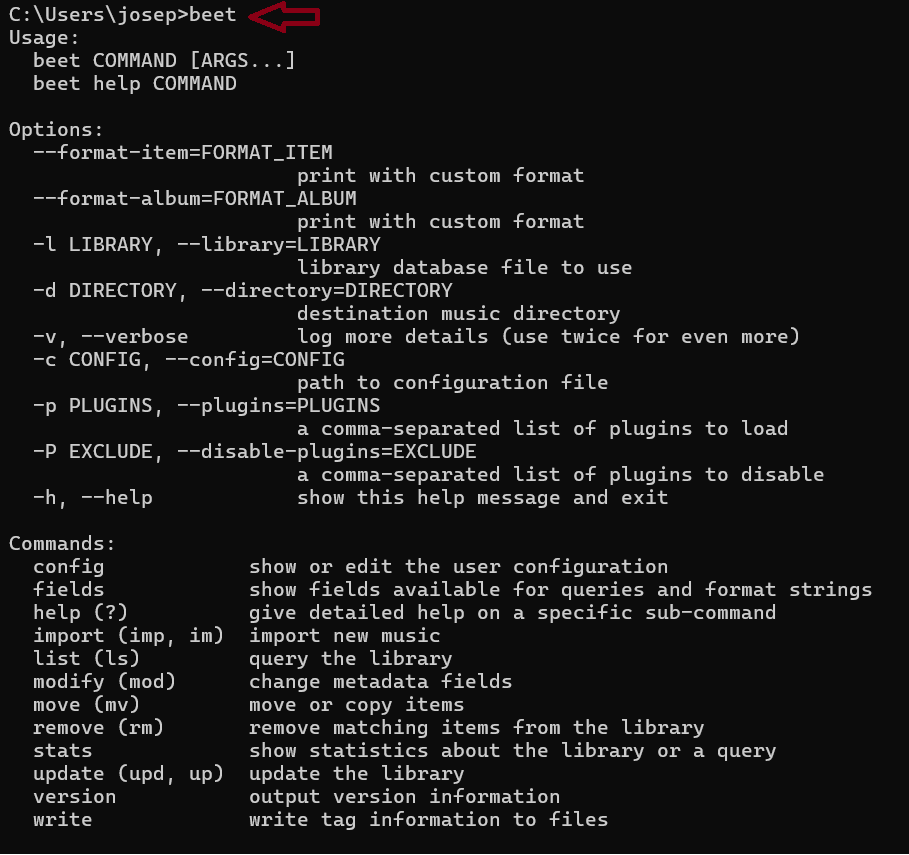 C:\Users\josep>beet
Usage:
  beet COMMAND [ARGS...]
  beet help COMMAND

Options:
  --format-item=FORMAT_ITEM
                        print with custom format
  --format-album=FORMAT_ALBUM
                        print with custom format
  -l LIBRARY, --library=LIBRARY
                        library database file to use
  -d DIRECTORY, --directory=DIRECTORY
                        destination music directory
  -v, --verbose         log more details (use twice for even more)
  -c CONFIG, --config=CONFIG
                        path to configuration file
  -p PLUGINS, --plugins=PLUGINS
                        a comma-separated list of plugins to load
  -P EXCLUDE, --disable-plugins=EXCLUDE
                        a comma-separated list of plugins to disable
  -h, --help            show this help message and exit

Commands:
  config            show or edit the user configuration
  fields            show fields available for queries and format strings
  help (?)          give detailed help on a specific sub-command
  import (imp, im)  import new music
  list (ls)         query the library
  modify (mod)      change metadata fields
  move (mv)         move or copy items
  remove (rm)       remove matching items from the library
  stats             show statistics about the library or a query
  update (upd, up)  update the library
  version           output version information
  write             write tag information to files